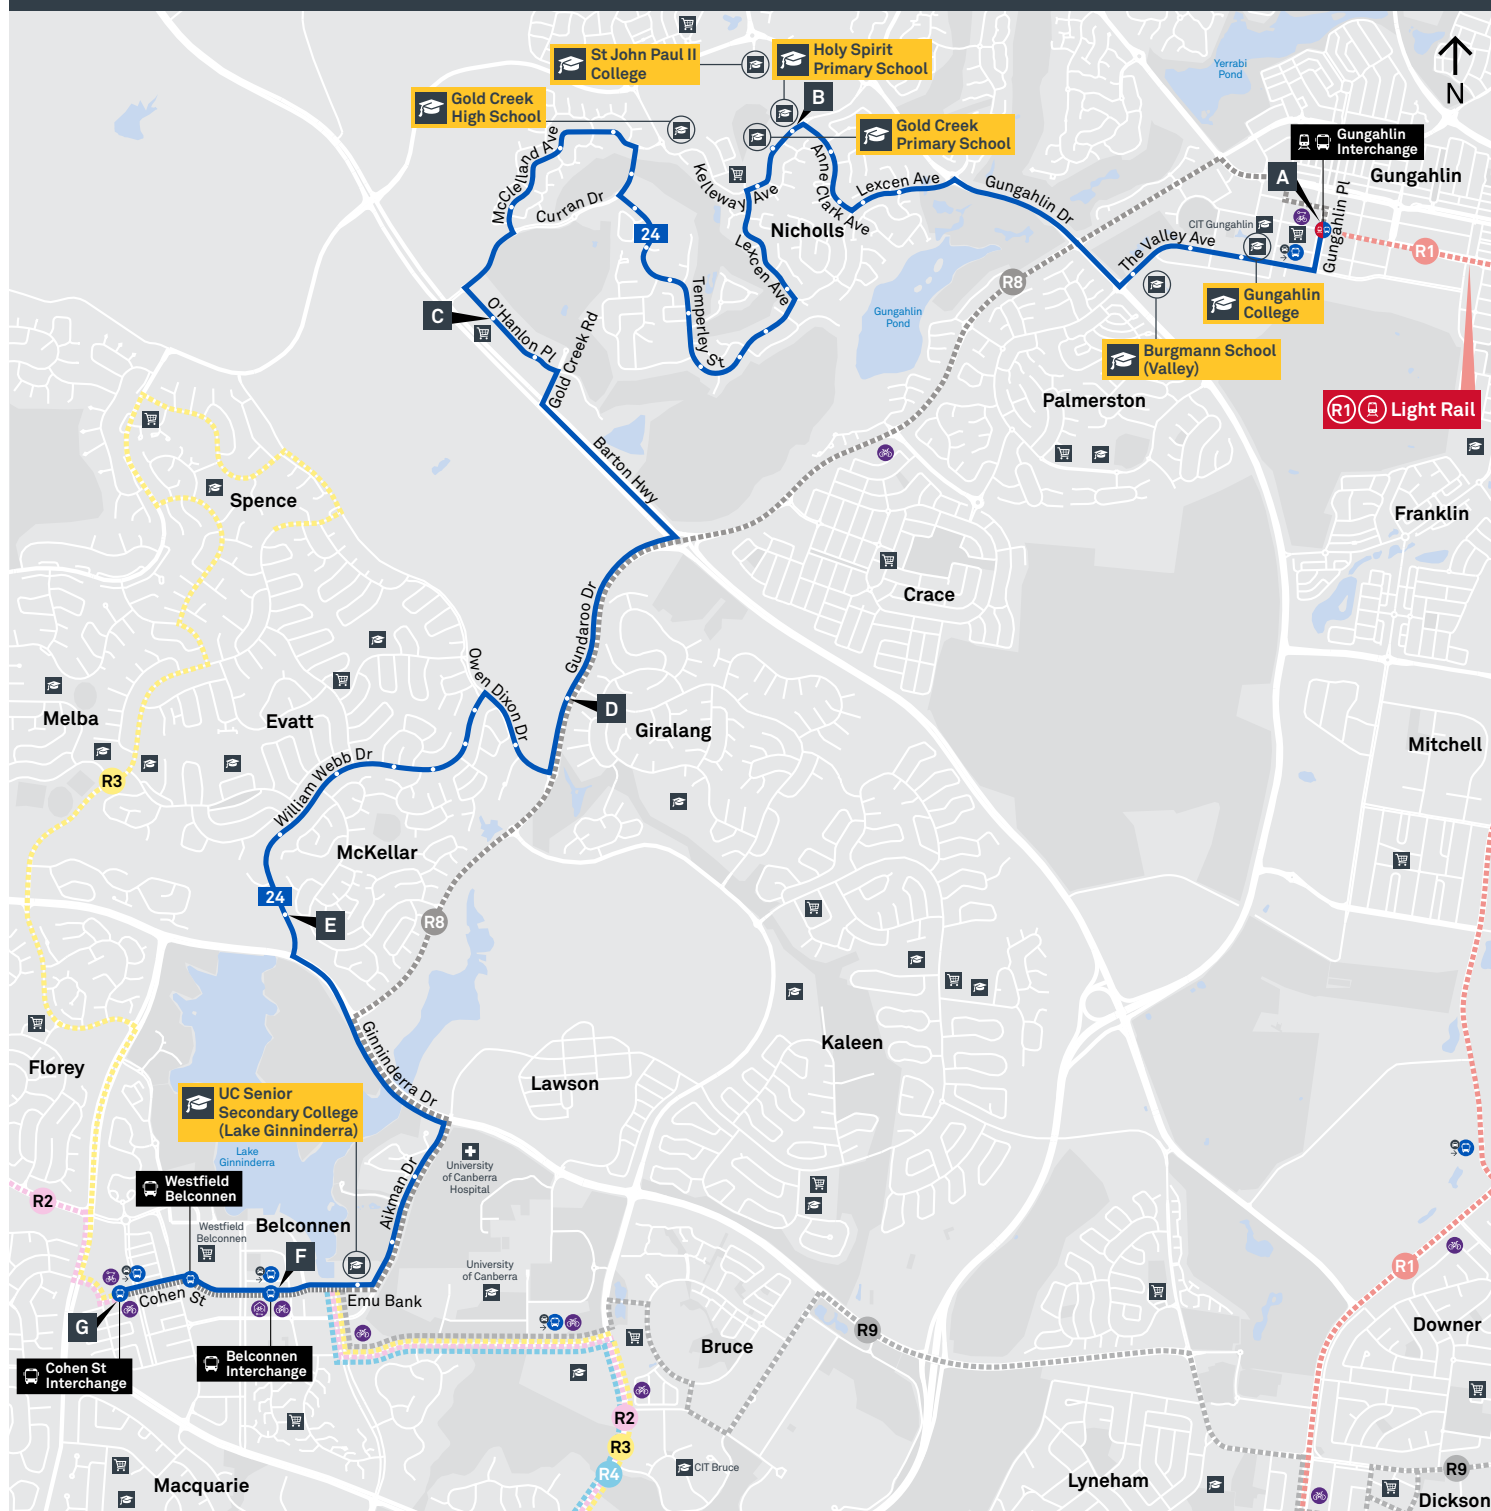 St John Paul II
College
Holy Spirit
Primary School
Yerrabi
Pond
N
Gold Creek
High School
B
Gold Creek
Primary School
Gungahlin
Interchange
A
Gungahlin
McClelland Ave
Curran Dr
Kelleway Ave
Anne Clark Ave
Lexcen Ave
Gungahlin Dr
Nicholls
24
CIT Gungahlin
The Valley Ave
Gungahlin Pl
R1
Lexcen Ave
R8
Temperley St
C
O'Hanlon Pl
Gold Creek Rd
Gungahlin
Pond
Gungahlin
College
Burgmann School
(Valley)
Palmerston
R1
Light Rail
Barton Hwy
Spence
Franklin
Crace
Gundaroo Dr
Owen Dixon Dr
D
Giralang
Melba
Evatt
Mitchell
R3
William Webb Dr
McKellar
24
E
R8
Kaleen
Florey
Ginninderra Dr
Lawson
UC Senior
Secondary College
(Lake Ginninderra)
Lake
Ginninderra
University
of Canberra
Hospital
Aikman Dr
Westfield
Belconnen
R2
Westfield
Belconnen
Belconnen
F
University
of Canberra
R1
Cohen St
Emu Bank
G
Bruce
R9
Downer
Cohen St
Interchange
Belconnen
Interchange
R2
R3
R4
CIT Bruce
Macquarie
Lyneham
R9
Dickson